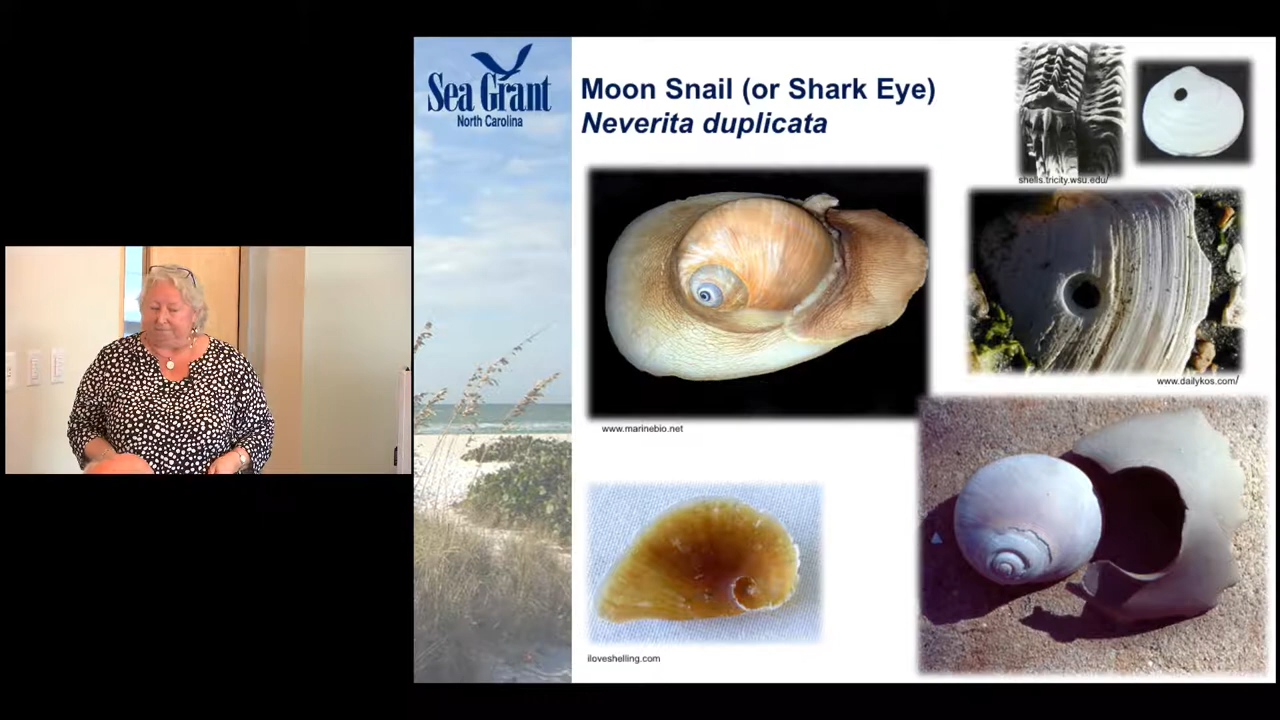 Sea Grant
North Carolina
Moon Snail (or Shark Eye)
Neverita duplicata
shells.tricity.wsu.edu/
www.dailykos.com/
www.marinebio.net
iloveshelling.com